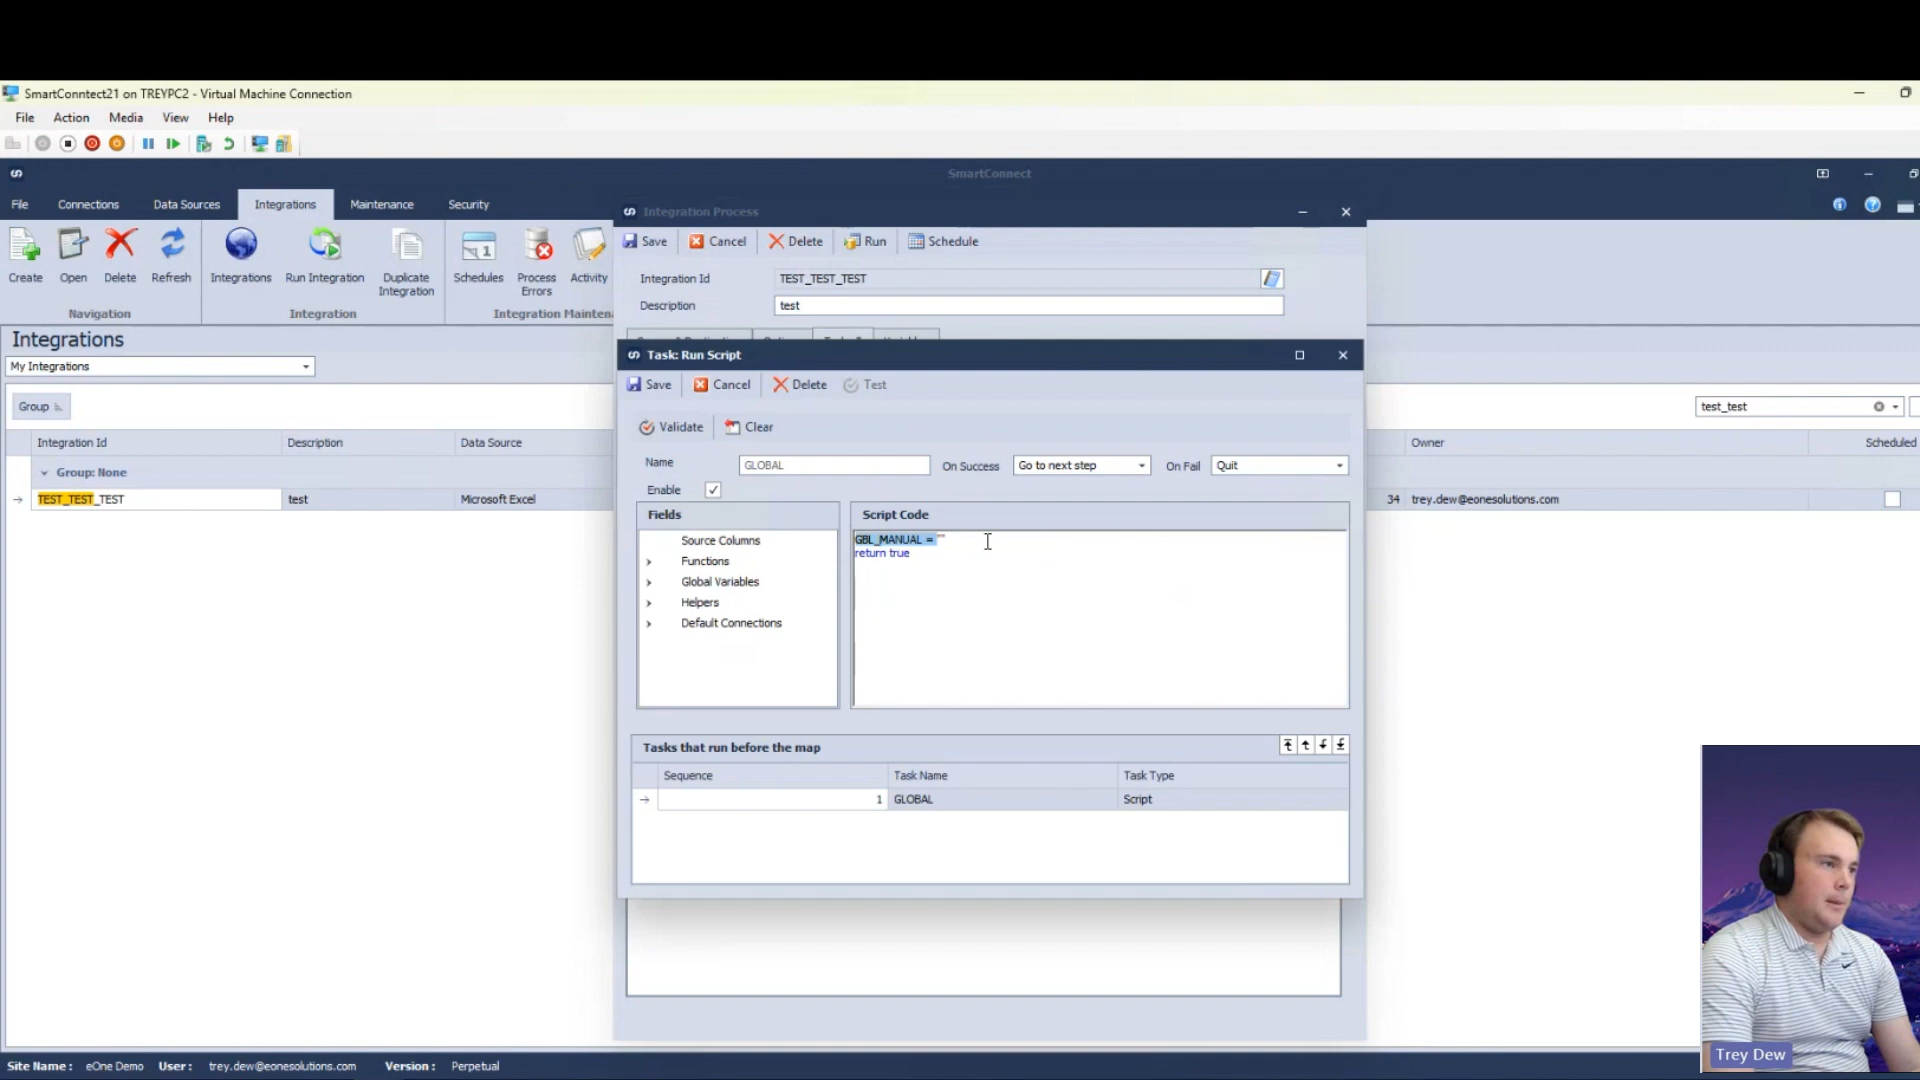 SmartConntect21 on TREYPC2 - Virtual Machine Connection
File Action Media View Help
SmartConnect
File Connections Data Sources Integrations Maintenance Security
Create Open Delete Refresh Integrations Run Integration Duplicate Integration Schedules Process Errors Activity
Navigation Integration Integration Maintena
Integrations
My Integrations
Group
test_test
Integration Id Description Data Source Owner Scheduled
Group: None
TEST_TEST_TEST test Microsoft Excel 34 trey.dew@eonesolutions.com
Integration Process
Save Cancel Delete Run Schedule
Integration Id TEST_TEST_TEST
Description test
Task: Run Script
Save Cancel Delete Test
Validate Clear
Name GLOBAL On Success Go to next step On Fail Quit
Enable
Fields Script Code
Source Columns
Functions
Global Variables
Helpers
Default Connections
GBL_MANUAL = ""
return true
Tasks that run before the map
Sequence Task Name Task Type
1 GLOBAL Script
Trey Dew
Site Name : eOne Demo User : trey.dew@eonesolutions.com Version : Perpetual